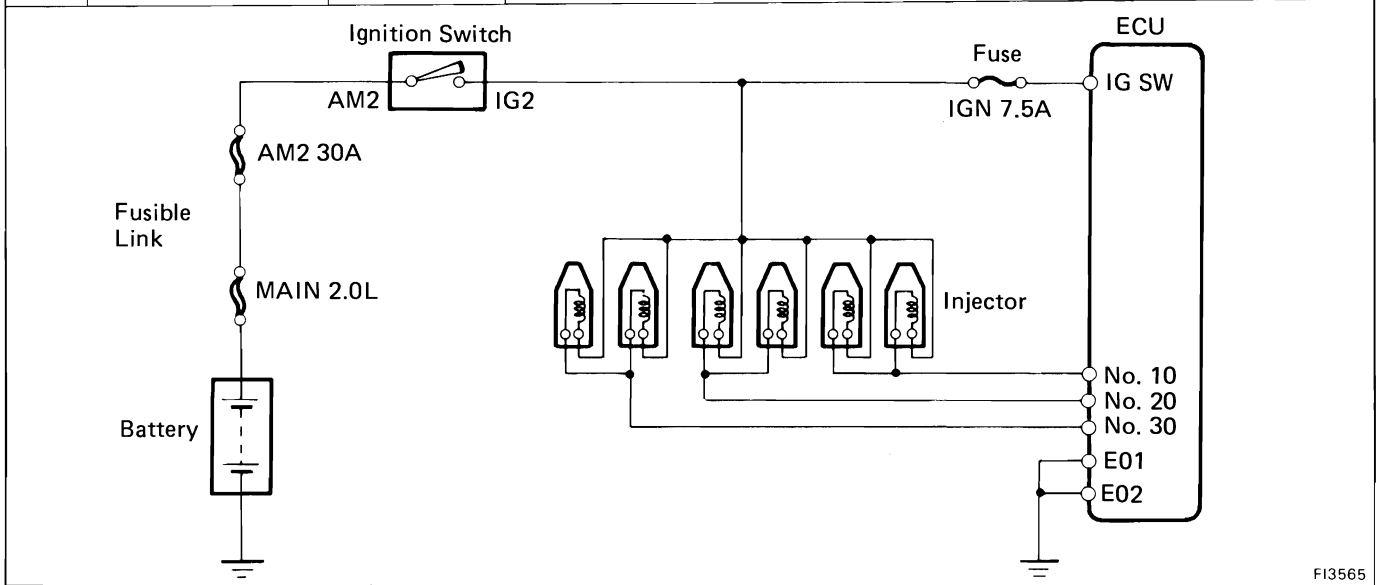 Ignition Switch
ECU
Fuse
AM2
IG2
IG SW
IGN 7.5A
AM2 30A
Fusible
Link
MAIN 2.0L
Injector
No. 10
No. 20
No. 30
Battery
E01
E02
FI3565